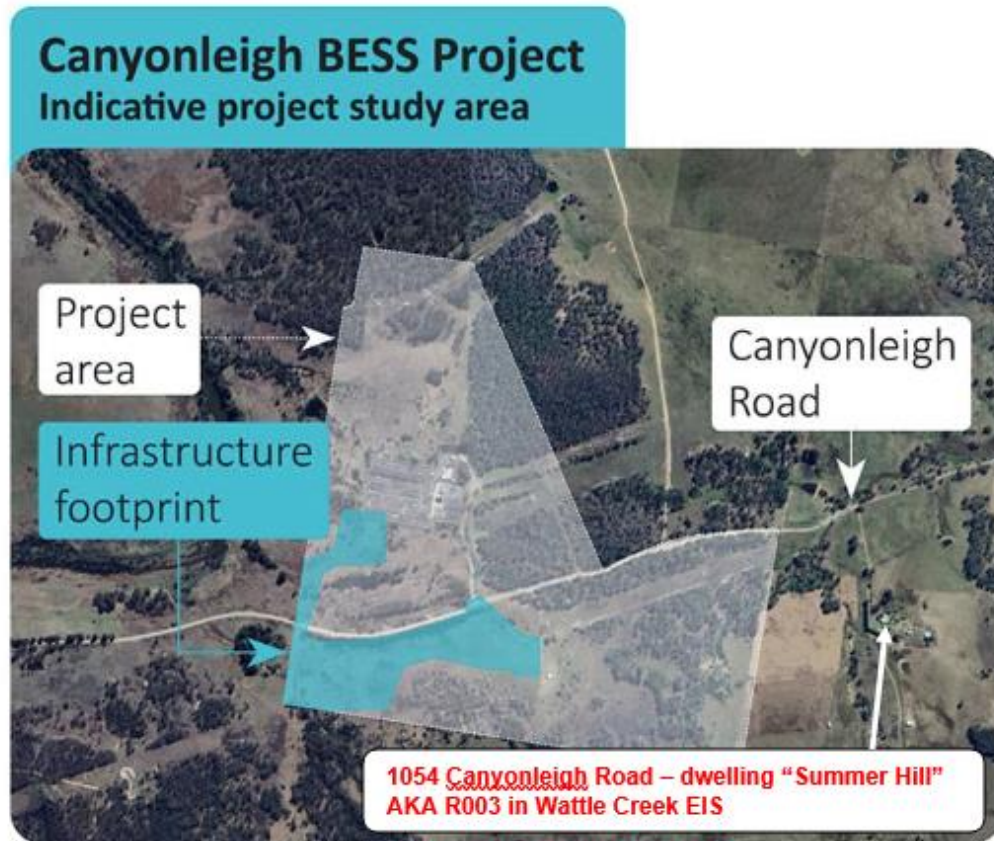 Canyonleigh BESS Project
Indicative project study area
Project
area
Canyonleigh
Road
Infrastructure
footprint
1054 Canyonleigh Road – dwelling “Summer Hill”
AKA R003 in Wattle Creek EIS